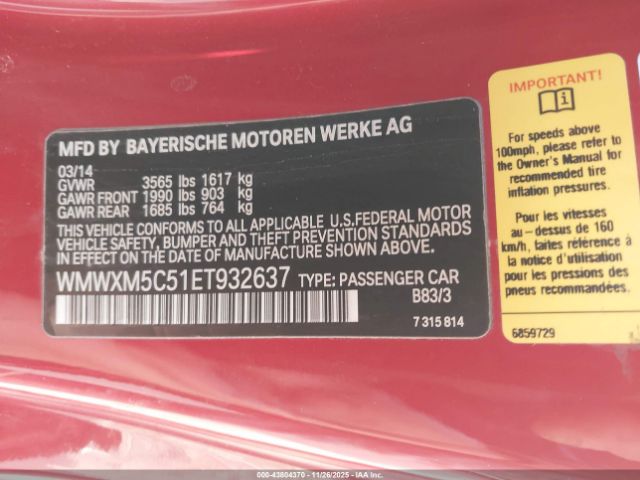 MFD BY BAYERISCHE MOTOREN WERKE AG
03/14
GVWR 3565 lbs 1617 kg
GAWR FRONT 1990 lbs 903 kg
GAWR REAR 1685 lbs 764 kg
THIS VEHICLE CONFORMS TO ALL APPLICABLE U.S.FEDERAL MOTOR
VEHICLE SAFETY, BUMPER AND THEFT PREVENTION STANDARDS
IN EFFECT ON THE DATE OF MANUFACTURE SHOWN ABOVE.
WMWXM5C51ET932637 TYPE: PASSENGER CAR
B83/3
7 315 814
IMPORTANT!
For speeds above
100mph, please refer to
the Owner's Manual for
recommended tire
inflation pressures.
Pour les vitesses
au-dessus de 160
km/h, faites référence à
la notice d'utilisation
pour les pressions des
pneus recommendées.
6859729
000-43804370 | 11/26/2025 | IAAI.COM